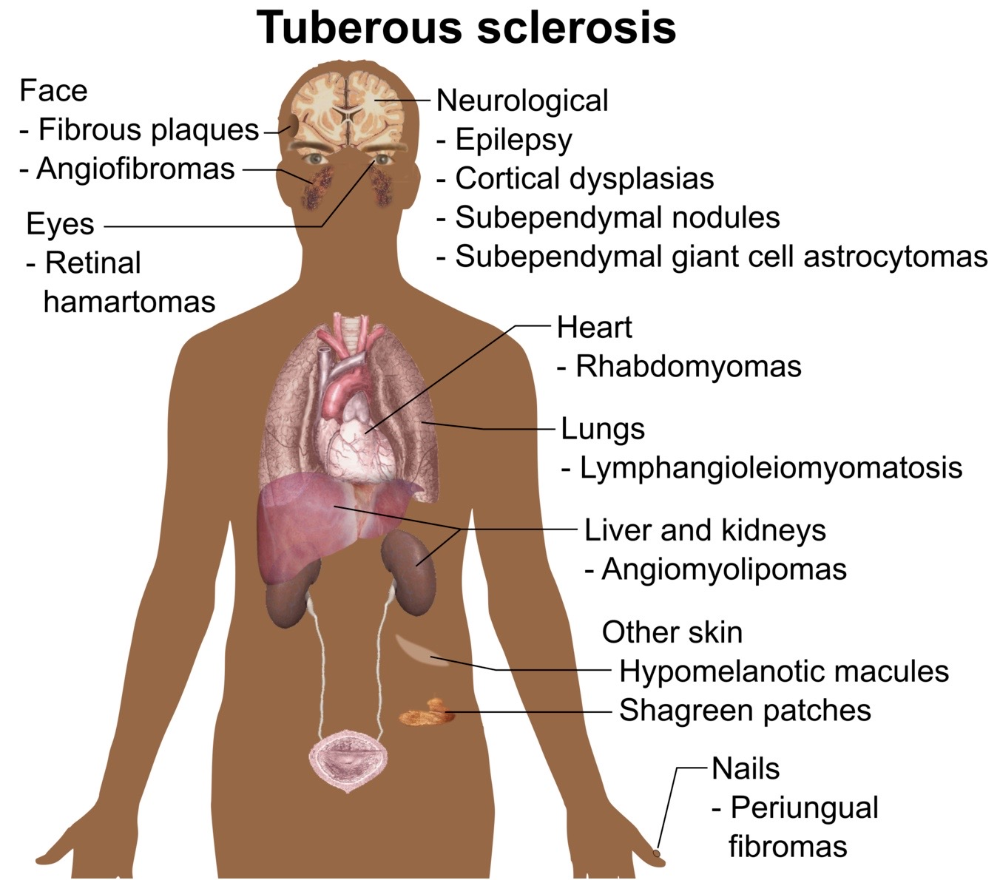 Tuberous sclerosis
Face
- Fibrous plaques
- Angiofibromas
Eyes
- Retinal
hamartomas
Neurological
- Epilepsy
- Cortical dysplasias
- Subependymal nodules
- Subependymal giant cell astrocytomas
Heart
- Rhabdomyomas
Lungs
- Lymphangioleiomyomatosis
Liver and kidneys
- Angiomyolipomas
Other skin
Hypomelanotic macules
Shagreen patches
Nails
- Periungual
fibromas